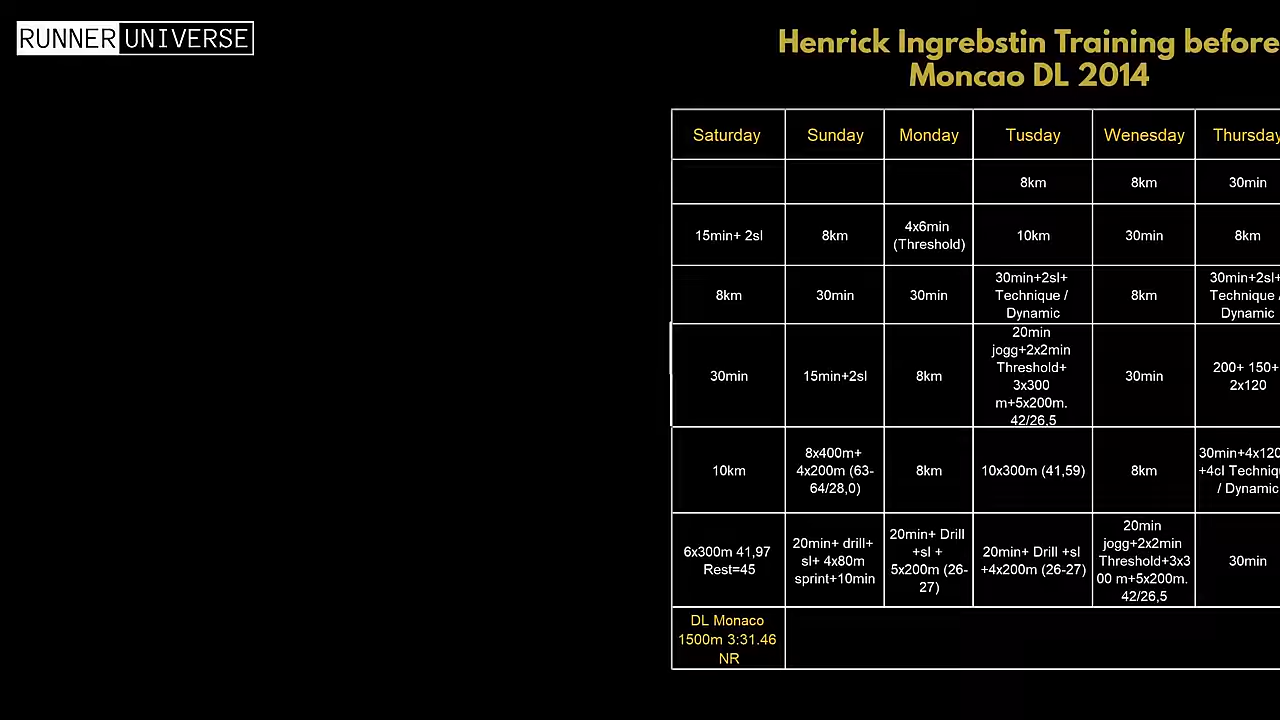 RUNNER UNIVERSE
Henrick Ingrebstin Training before
Moncao DL 2014
Saturday Sunday Monday Tusday Wenesday Thursday
8km 8km 30min
15min+ 2sl 8km 4x6min (Threshold) 10km 30min 8km
8km 30min 30min 30min+2sl+ Technique / Dynamic 8km 30min+2sl+ Technique / Dynamic
30min 15min+2sl 8km 20min jogg+2x2min Threshold+ 3x300 m+5x200m. 42/26,5 30min 200+ 150+ 2x120
10km 8x400m+ 4x200m (63-64/28,0) 8km 10x300m (41,59) 8km 30min+4x120 +4cl Techniqu / Dynamic
6x300m 41,97 Rest=45 20min+ drill+ sl+ 4x80m sprint+10min 20min+ Drill +sl + 5x200m (26-27) 20min+ Drill +sl +4x200m (26-27) 20min jogg+2x2min Threshold+3x3 00 m+5x200m. 42/26,5 30min
DL Monaco
1500m 3:31.46
NR